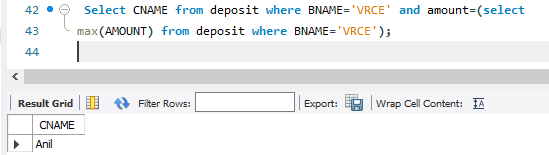 42 Select CNAME from deposit where BNAME='VRCE' and amount=(select
43 max(AMOUNT) from deposit where BNAME='VRCE');
44
Result Grid Filter Rows: Export: Wrap Cell Content: IA
CNAME
Anil